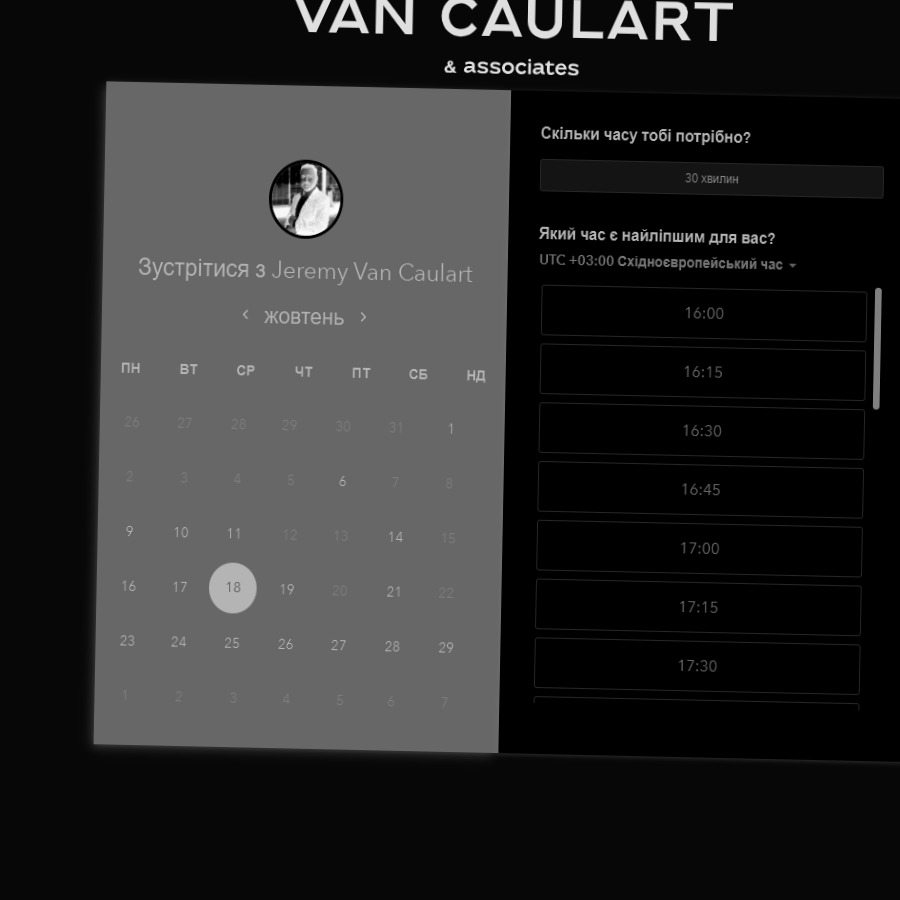 VAN CAULART
& associates
Зустрітися з Jeremy Van Caulart
жовтень
ПН ВТ СР ЧТ ПТ СБ НД
26 27 28 29 30 31 1
2 3 4 5 6 7 8
9 10 11 12 13 14 15
16 17 18 19 20 21 22
23 24 25 26 27 28 29
1 2 3 4 5 6 7
Скільки часу тобі потрібно?
30 хвилин
Який час є найліпшим для вас?
UTC +03:00 Східноєвропейський час
16:00
16:15
16:30
16:45
17:00
17:15
17:30